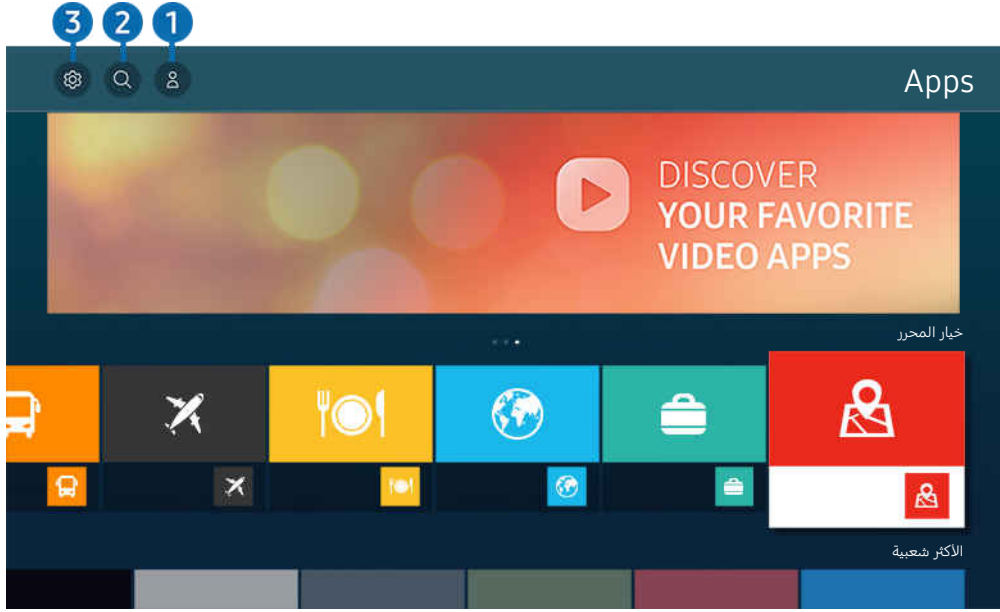 3 2 1
Apps
DISCOVER
YOUR FAVORITE
VIDEO APPS
خيار المحرر
الأكثر شعبية